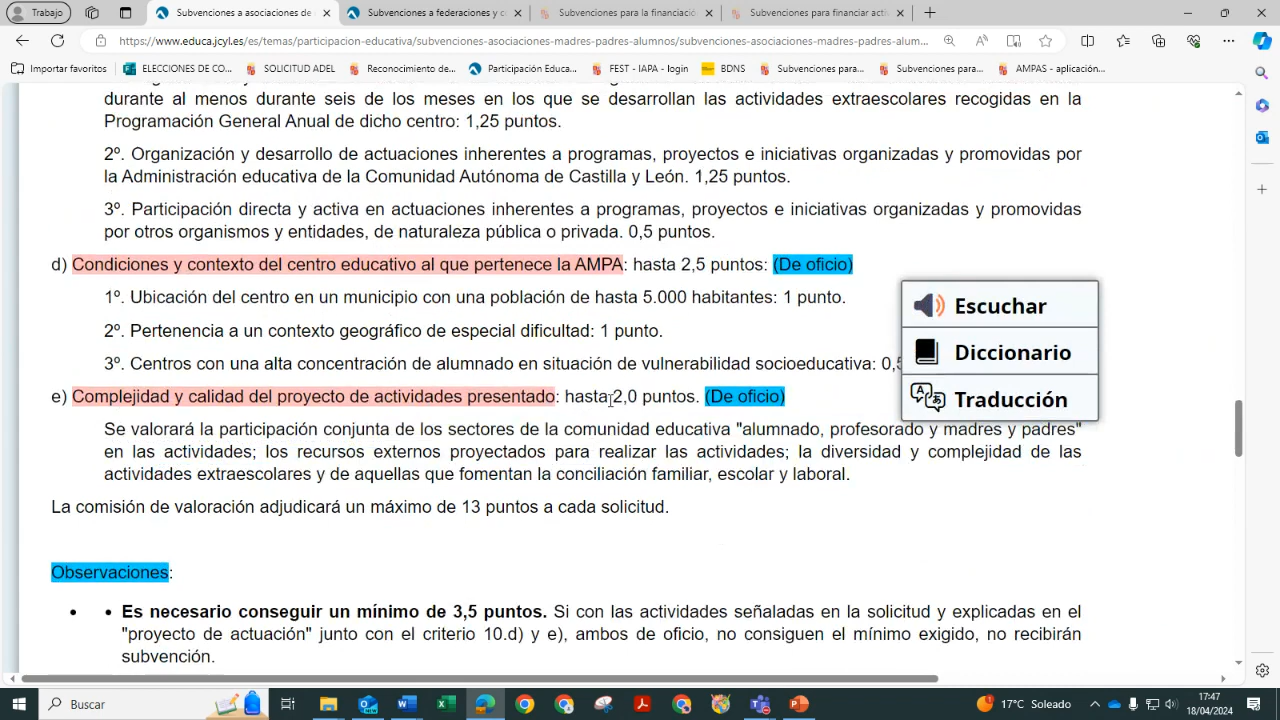 Trabajo
Subvenciones a asociaciones de
Subvenciones a federaciones y c
Subvenciones para la financiació
Subvenciones para financiar acti
https://www.educa.jcyl.es/es/temas/participacion-educativa/subvenciones-asociaciones-madres-padres-alumnos/subvenciones-asociaciones-madres-padres-alum...
Importar favoritos
ELECCIONES DE CO...
SOLICITUD ADEL
Reconocimiento de...
Participación Educa...
FEST - IAPA - login
BDNS
Subvenciones para...
Subvenciones para...
AMPAS - aplicación...
durante al menos durante seis de los meses en los que se desarrollan las actividades extraescolares recogidas en la
Programación General Anual de dicho centro: 1,25 puntos.
2º. Organización y desarrollo de actuaciones inherentes a programas, proyectos e iniciativas organizadas y promovidas por
la Administración educativa de la Comunidad Autónoma de Castilla y León. 1,25 puntos.
3º. Participación directa y activa en actuaciones inherentes a programas, proyectos e iniciativas organizadas y promovidas
por otros organismos y entidades, de naturaleza pública o privada. 0,5 puntos.
d) Condiciones y contexto del centro educativo al que pertenece la AMPA: hasta 2,5 puntos: (De oficio)
1º. Ubicación del centro en un municipio con una población de hasta 5.000 habitantes: 1 punto.
2º. Pertenencia a un contexto geográfico de especial dificultad: 1 punto.
3º. Centros con una alta concentración de alumnado en situación de vulnerabilidad socioeducativa: 0,5
Escuchar
Diccionario
Traducción
e) Complejidad y calidad del proyecto de actividades presentado: hasta 2,0 puntos. (De oficio)
Se valorará la participación conjunta de los sectores de la comunidad educativa "alumnado, profesorado y madres y padres"
en las actividades; los recursos externos proyectados para realizar las actividades; la diversidad y complejidad de las
actividades extraescolares y de aquellas que fomentan la conciliación familiar, escolar y laboral.
La comisión de valoración adjudicará un máximo de 13 puntos a cada solicitud.
Observaciones:
• • Es necesario conseguir un mínimo de 3,5 puntos. Si con las actividades señaladas en la solicitud y explicadas en el
"proyecto de actuación" junto con el criterio 10.d) y e), ambos de oficio, no consiguen el mínimo exigido, no recibirán
subvención.
Buscar
17°C Soleado
17:47
18/04/2024